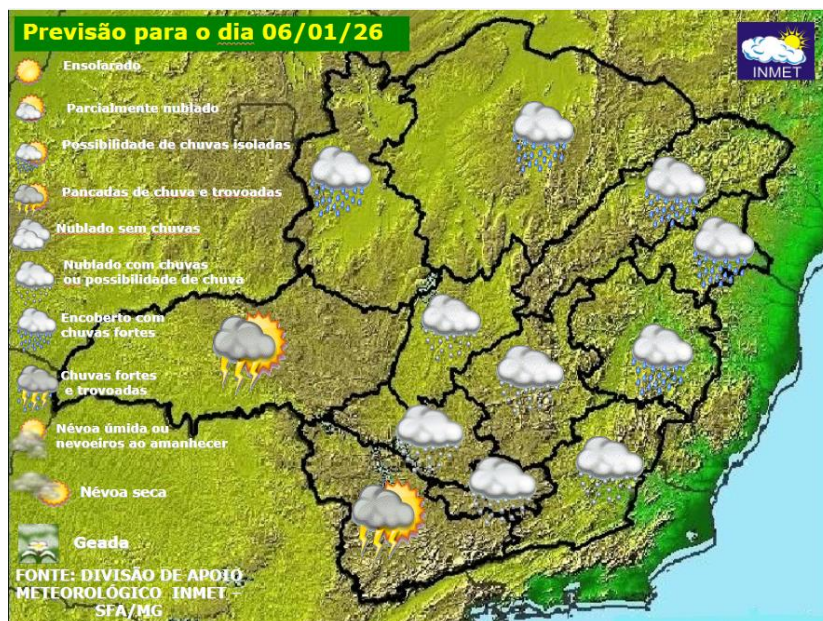 Previsão para o dia 06/01/26
INMET
Ensolarado
Parcialmente nublado
Possibilidade de chuvas isoladas
Pancadas de chuva e trovoadas
Nublado sem chuvas
Nublado com chuvas
ou possibilidade de chuva
Encoberto com
chuvas fortes
Chuvas fortes
e trovoadas
Névoa úmida ou
nevoeiros ao amanhecer
Névoa seca
Geada
FONTE: DIVISÃO DE APOIO
METEOROLÓGICO INMET -
SFA/MG